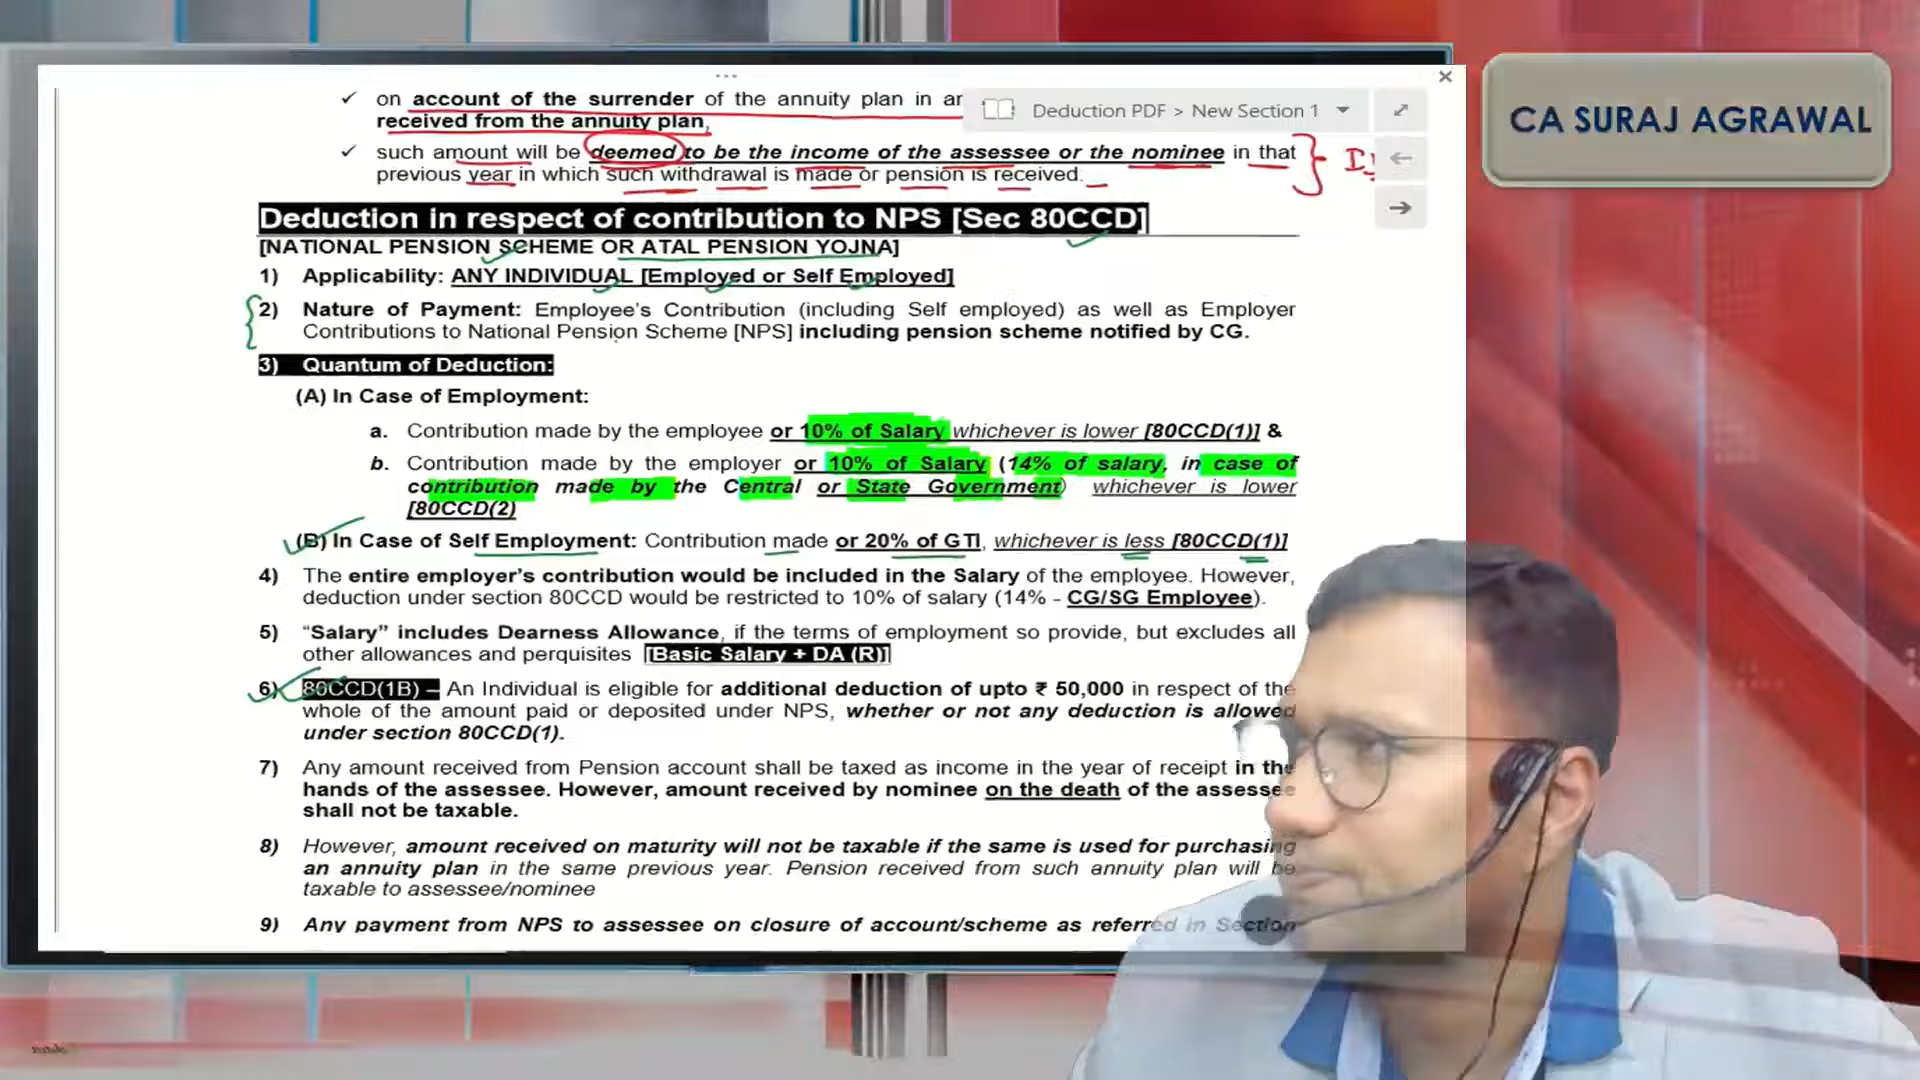 on account of the surrender of the annuity plan in
received from the annuity plan,
Deduction PDF > New Section 1
CA SURAJ AGRAWAL
such amount will be deemed to be the income of the assessee or the nominee in that
previous year in which such withdrawal is made or pension is received.
Deduction in respect of contribution to NPS [Sec 80CCD]
[NATIONAL PENSION SCHEME OR ATAL PENSION YOJNA]
1) Applicability: ANY INDIVIDUAL [Employed or Self Employed]
2) Nature of Payment: Employee's Contribution (including Self employed) as well as Employer
Contributions to National Pension Scheme [NPS] including pension scheme notified by CG.
3) Quantum of Deduction:
(A) In Case of Employment:
a. Contribution made by the employee or 10% of Salary whichever is lower [80CCD(1)] &
b. Contribution made by the employer or 10% of Salary (14% of salary, in case of
contribution made by the Central or State Government) whichever is lower
[80CCD(2)
(B) In Case of Self Employment: Contribution made or 20% of GTI, whichever is less [80CCD(1)]
4) The entire employer's contribution would be included in the Salary of the employee. However,
deduction under section 80CCD would be restricted to 10% of salary (14% - CG/SG Employee).
5) "Salary" includes Dearness Allowance, if the terms of employment so provide, but excludes all
other allowances and perquisites [Basic Salary + DA (R)]
6) 80CCD(1B) – An Individual is eligible for additional deduction of upto ₹ 50,000 in respect of the
whole of the amount paid or deposited under NPS, whether or not any deduction is allowed
under section 80CCD(1).
7) Any amount received from Pension account shall be taxed as income in the year of receipt in the
hands of the assessee. However, amount received by nominee on the death of the assessee
shall not be taxable.
8) However, amount received on maturity will not be taxable if the same is used for purchasing
an annuity plan in the same previous year. Pension received from such annuity plan will be
taxable to assessee/nominee
9) Any payment from NPS to assessee on closure of account/scheme as referred in Section